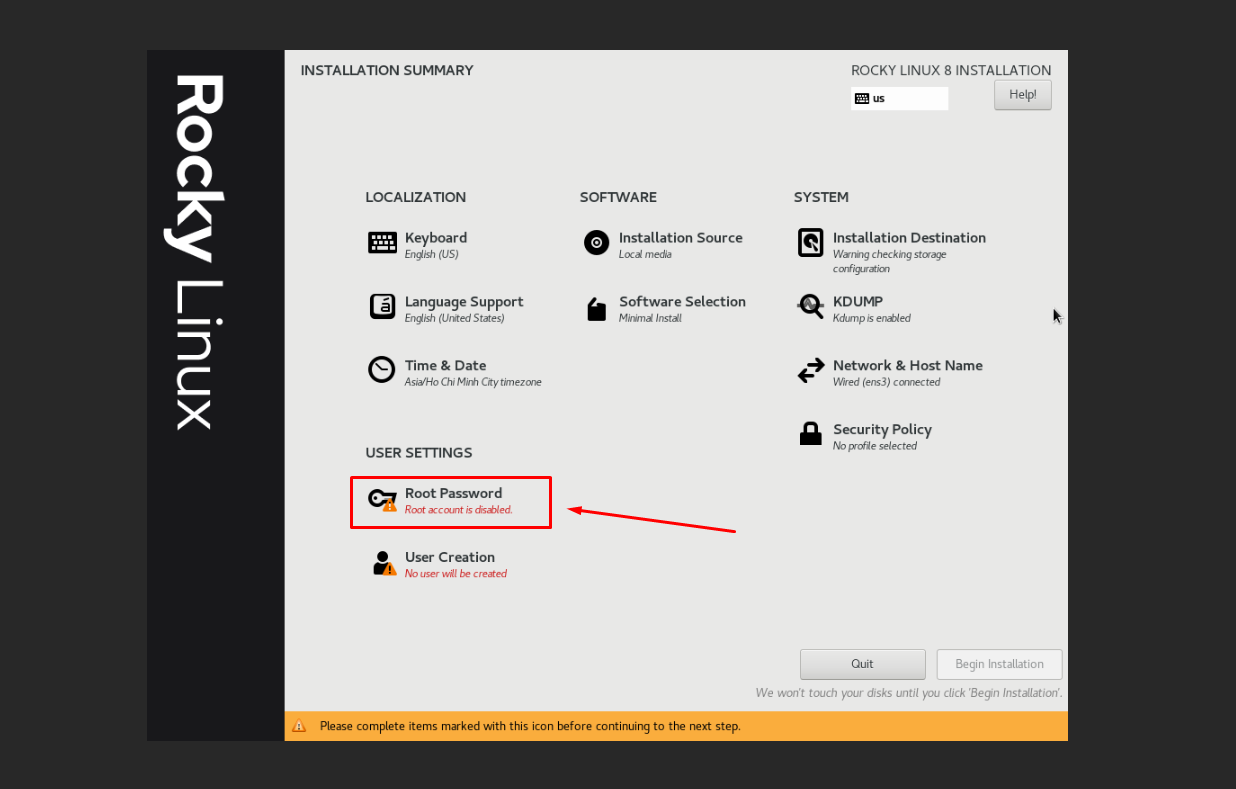 Rocky Linux
INSTALLATION SUMMARY
ROCKY LINUX 8 INSTALLATION
us
Help!
LOCALIZATION
Keyboard
English (US)
Language Support
English (United States)
Time & Date
Asia/Ho Chi Minh City timezone
SOFTWARE
Installation Source
Local media
Software Selection
Minimal Install
SYSTEM
Installation Destination
Warning checking storage
configuration
KDUMP
Kdump is enabled
Network & Host Name
Wired (ens3) connected
Security Policy
No profile selected
USER SETTINGS
Root Password
Root account is disabled.
User Creation
No user will be created
Quit
Begin Installation
We won't touch your disks until you click 'Begin Installation'.
Please complete items marked with this icon before continuing to the next step.